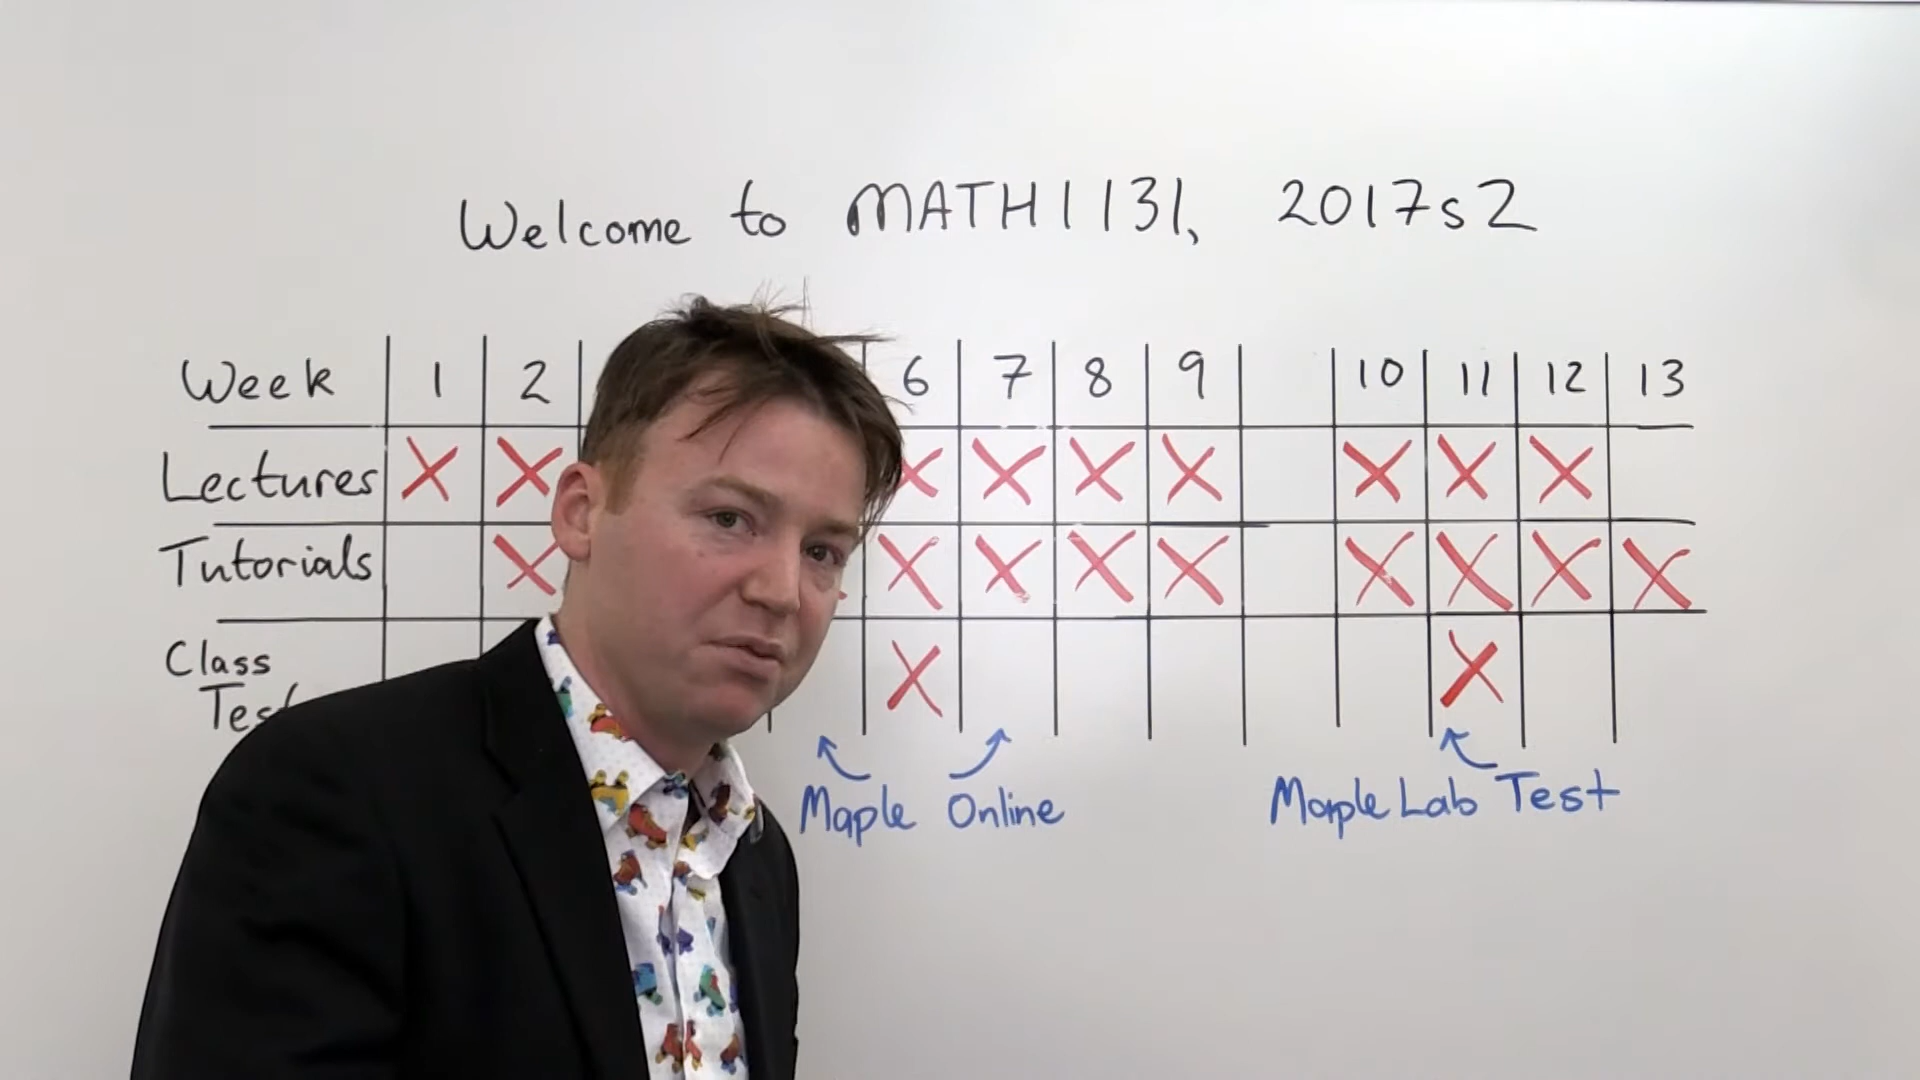 Welcome to MATH1131, 2017s2
Week 1 2 6 7 8 9 10 11 12 13
Lectures X X X X X X X X X
Tutorials X X X X X X X X X
Class X X
Maple Online Maple Lab Test